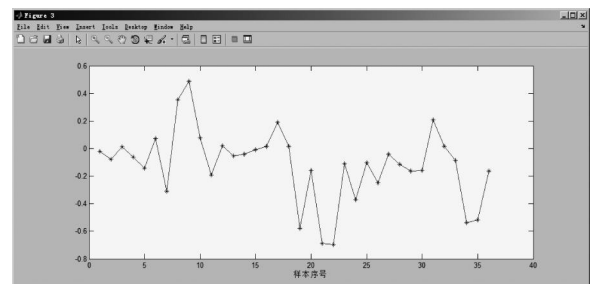 Figure 3
File Edit View Insert Tools Desktop Window Help
0.6
0.4
0.2
0
-0.2
-0.4
-0.6
-0.8
0 5 10 15 20 25 30 35 40
样本序号